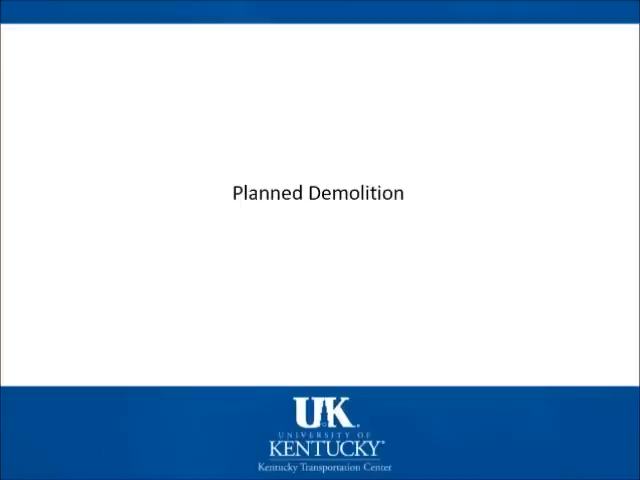 Planned Demolition
UK
UNIVERSITY OF
KENTUCKY®
Kentucky Transportation Center